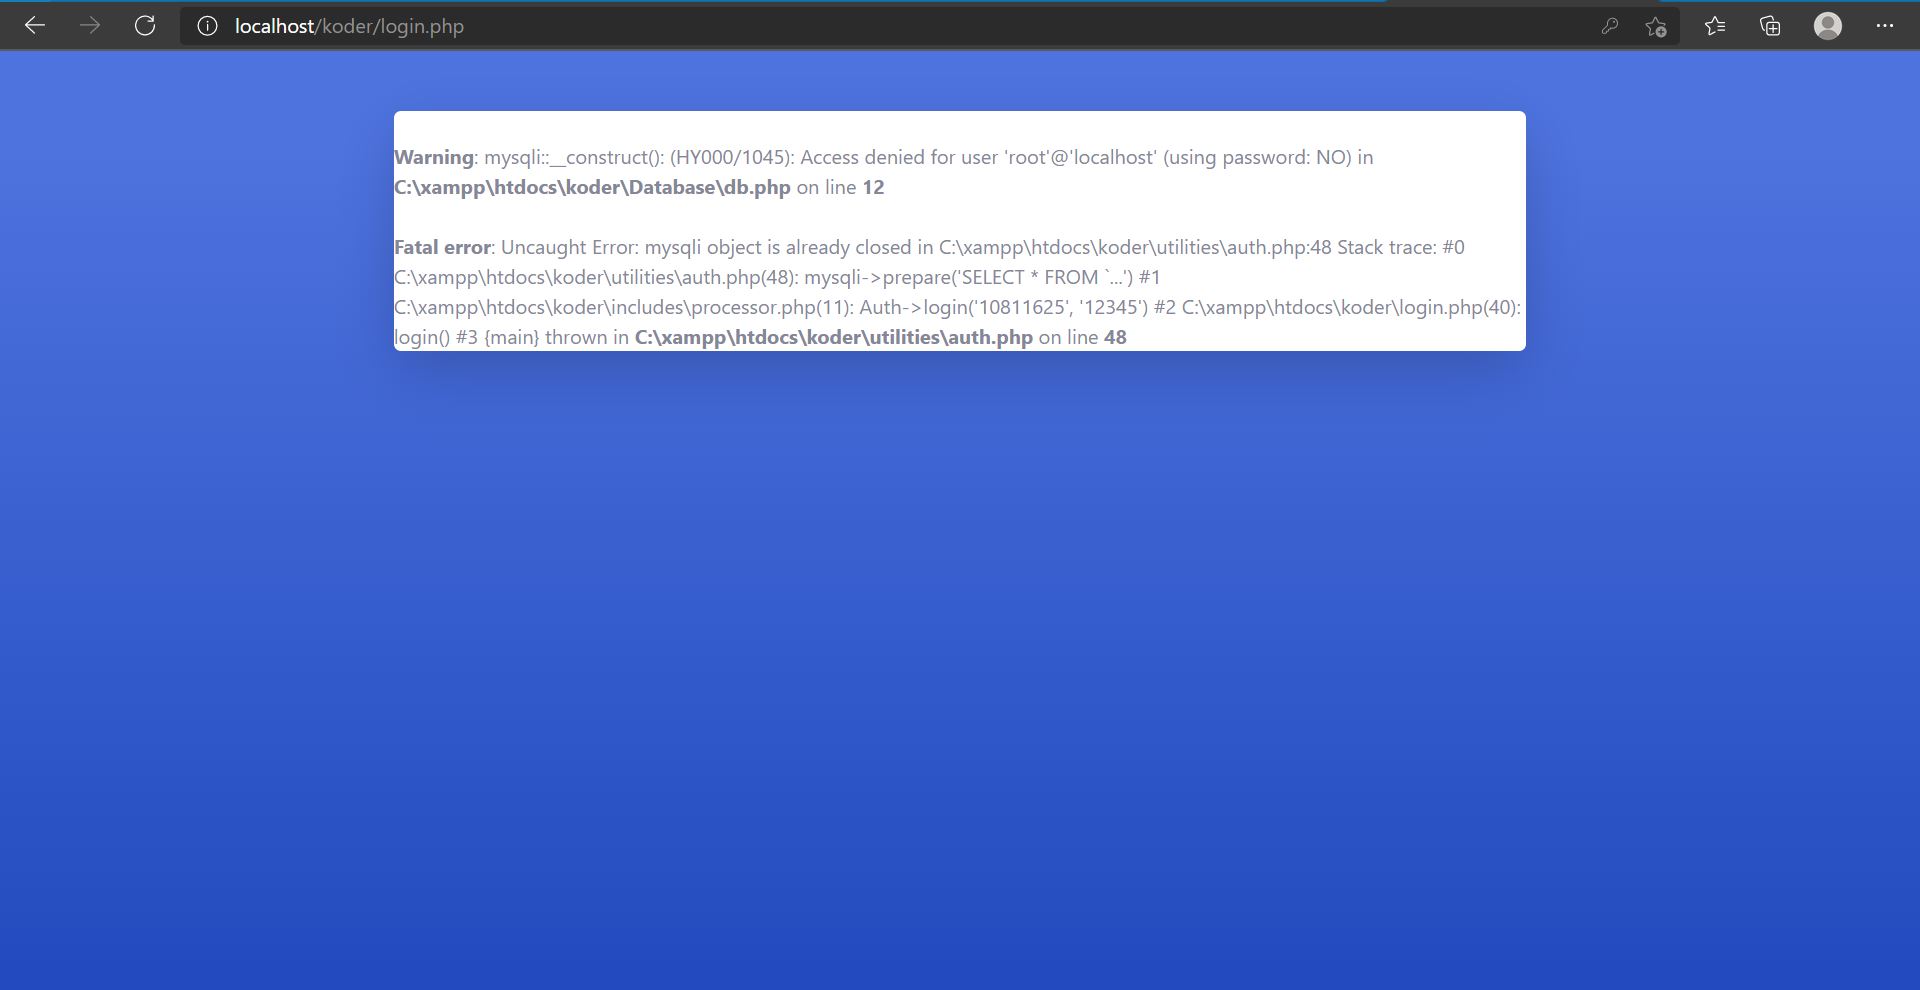 localhost/koder/login.php
Warning: mysqli::__construct(): (HY000/1045): Access denied for user 'root'@'localhost' (using password: NO) in
C:\xampp\htdocs\koder\Database\db.php on line 12
Fatal error: Uncaught Error: mysqli object is already closed in C:\xampp\htdocs\koder\utilities\auth.php:48 Stack trace: #0
C:\xampp\htdocs\koder\utilities\auth.php(48): mysqli->prepare('SELECT * FROM `...') #1
C:\xampp\htdocs\koder\includes\processor.php(11): Auth->login('10811625', '12345') #2 C:\xampp\htdocs\koder\login.php(40):
login() #3 {main} thrown in C:\xampp\htdocs\koder\utilities\auth.php on line 48